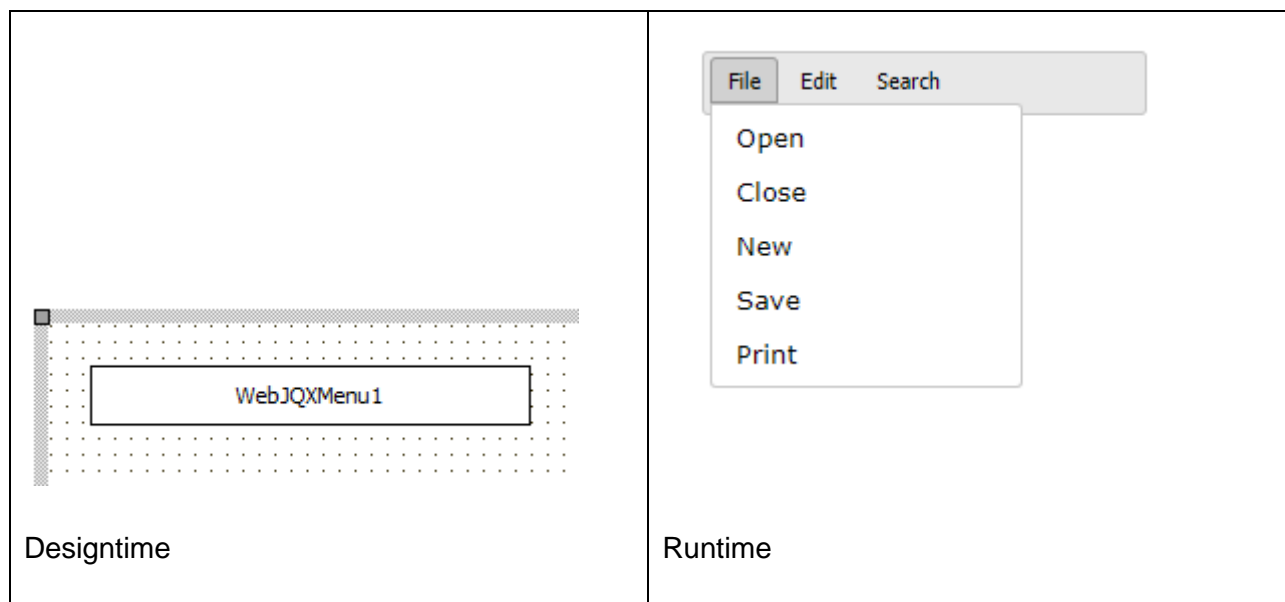 WebJQXMenu1
Designtime
File Edit Search
Open
Close
New
Save
Print
Runtime